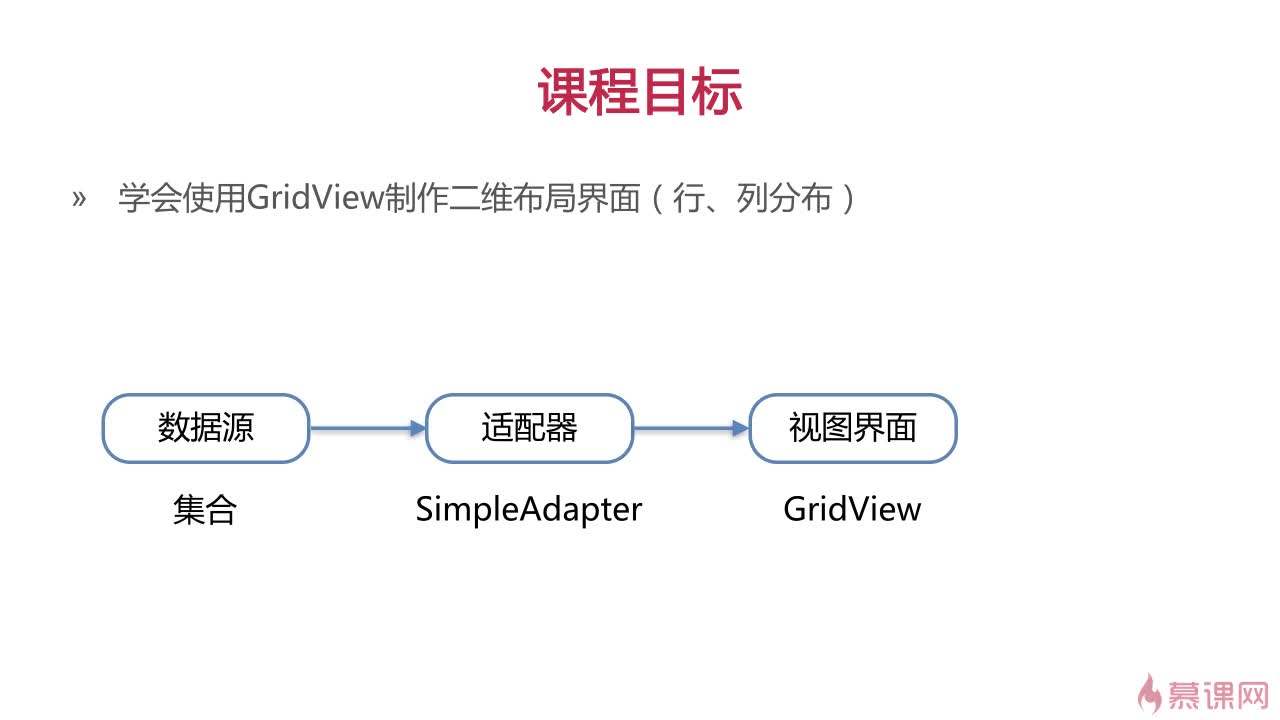 课程目标
» 学会使用GridView制作二维布局界面（行、列分布）
数据源 适配器 视图界面
集合 SimpleAdapter GridView
慕课网